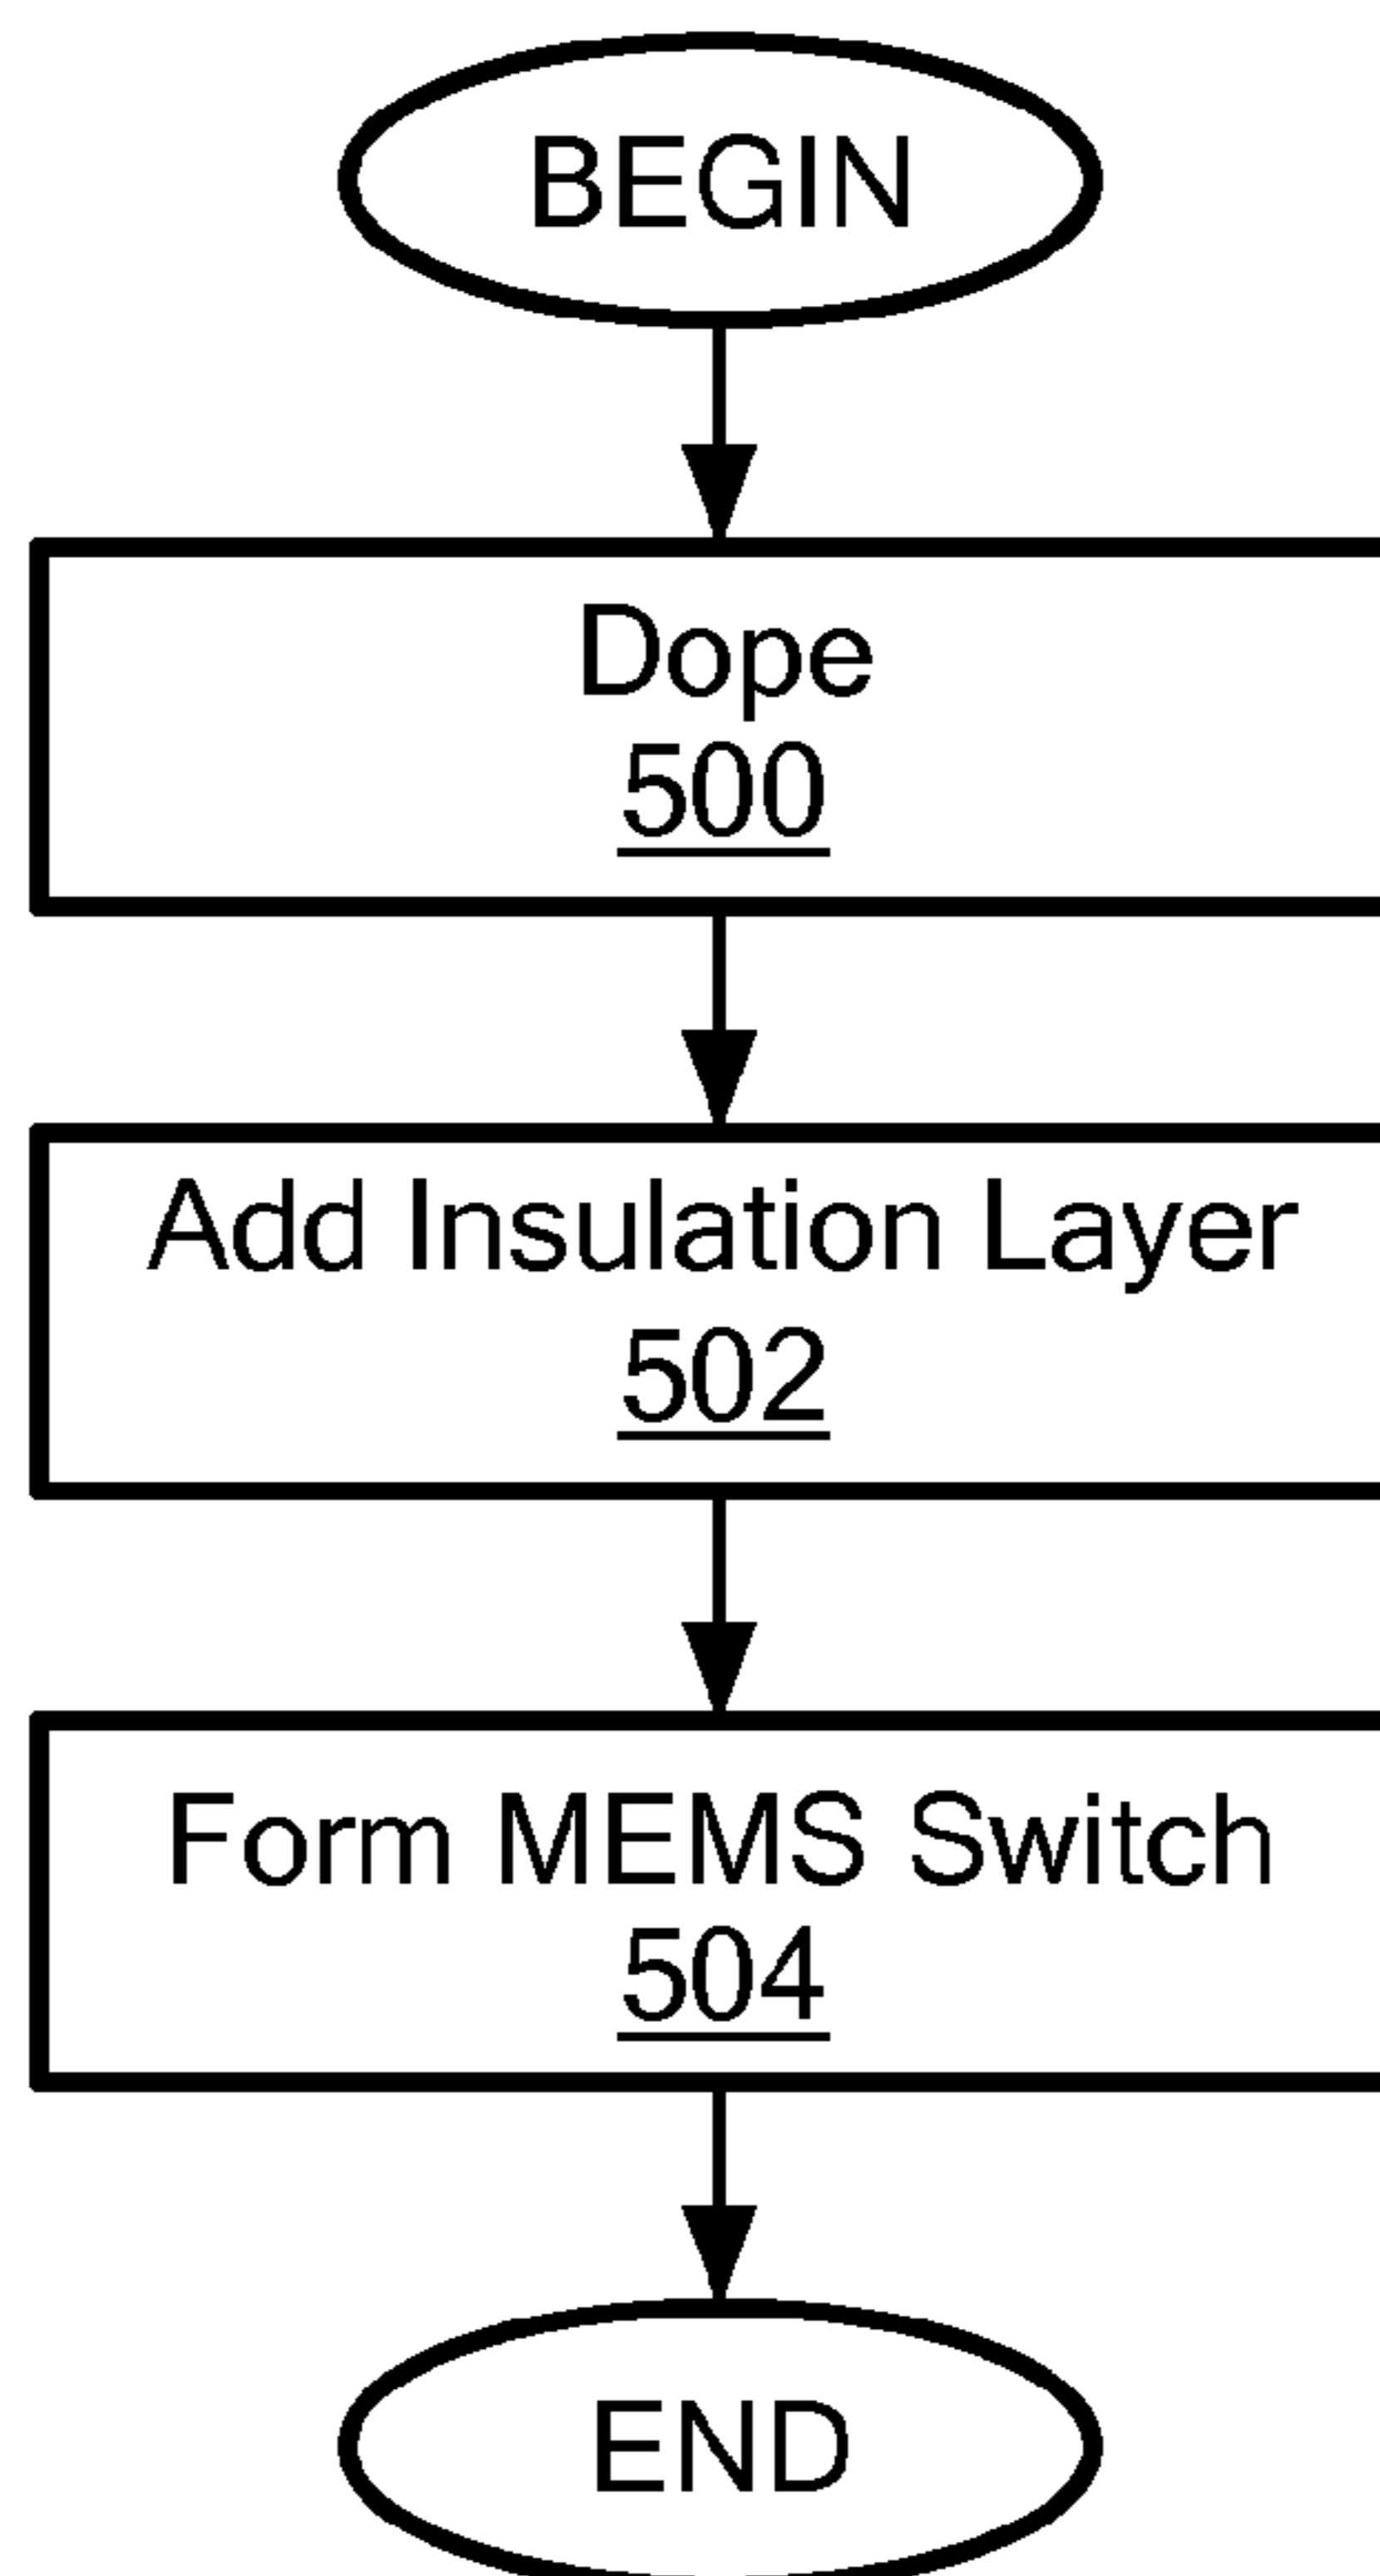 BEGIN
Dope
500
Add Insulation Layer
502
Form MEMS Switch
504
END